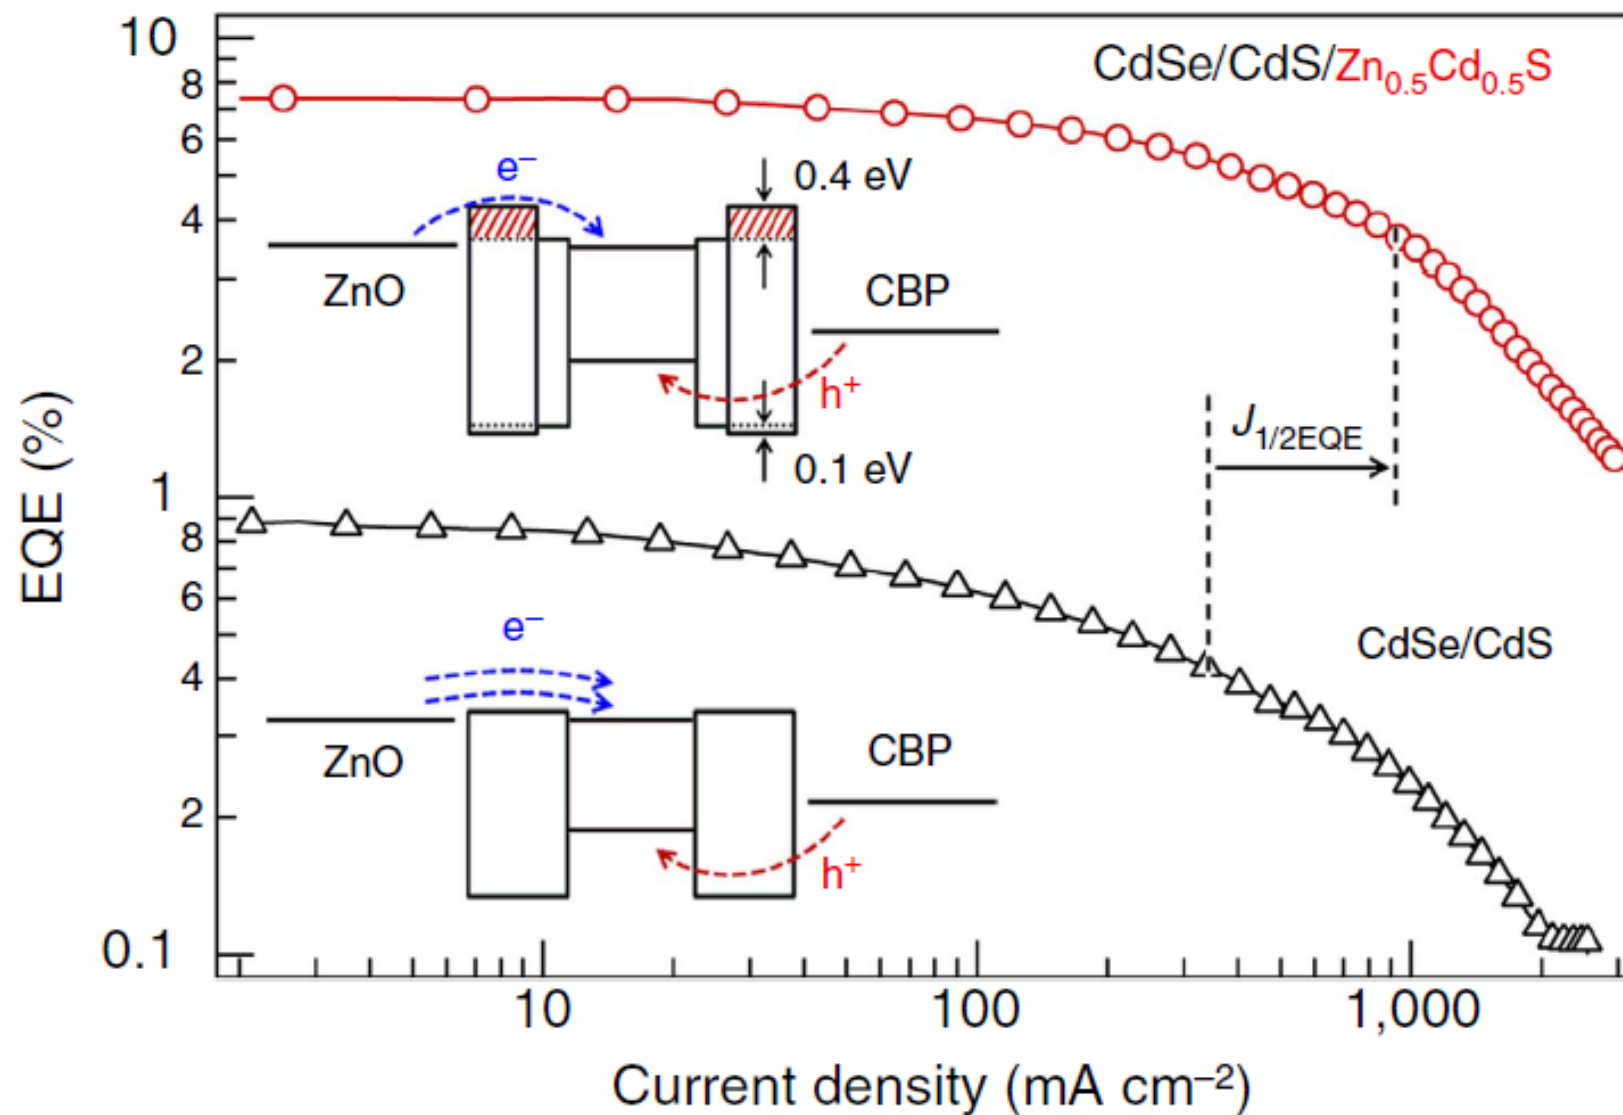 10
8
6
4
2
1
8
6
4
2
0.1
EQE (%)
CdSe/CdS/Zn₀.₅Cd₀.₅S
e⁻
0.4 eV
ZnO
CBP
h⁺
0.1 eV
J₁/₂EQE
e⁻
CdSe/CdS
ZnO
CBP
h⁺
10 100 1,000
Current density (mA cm⁻²)